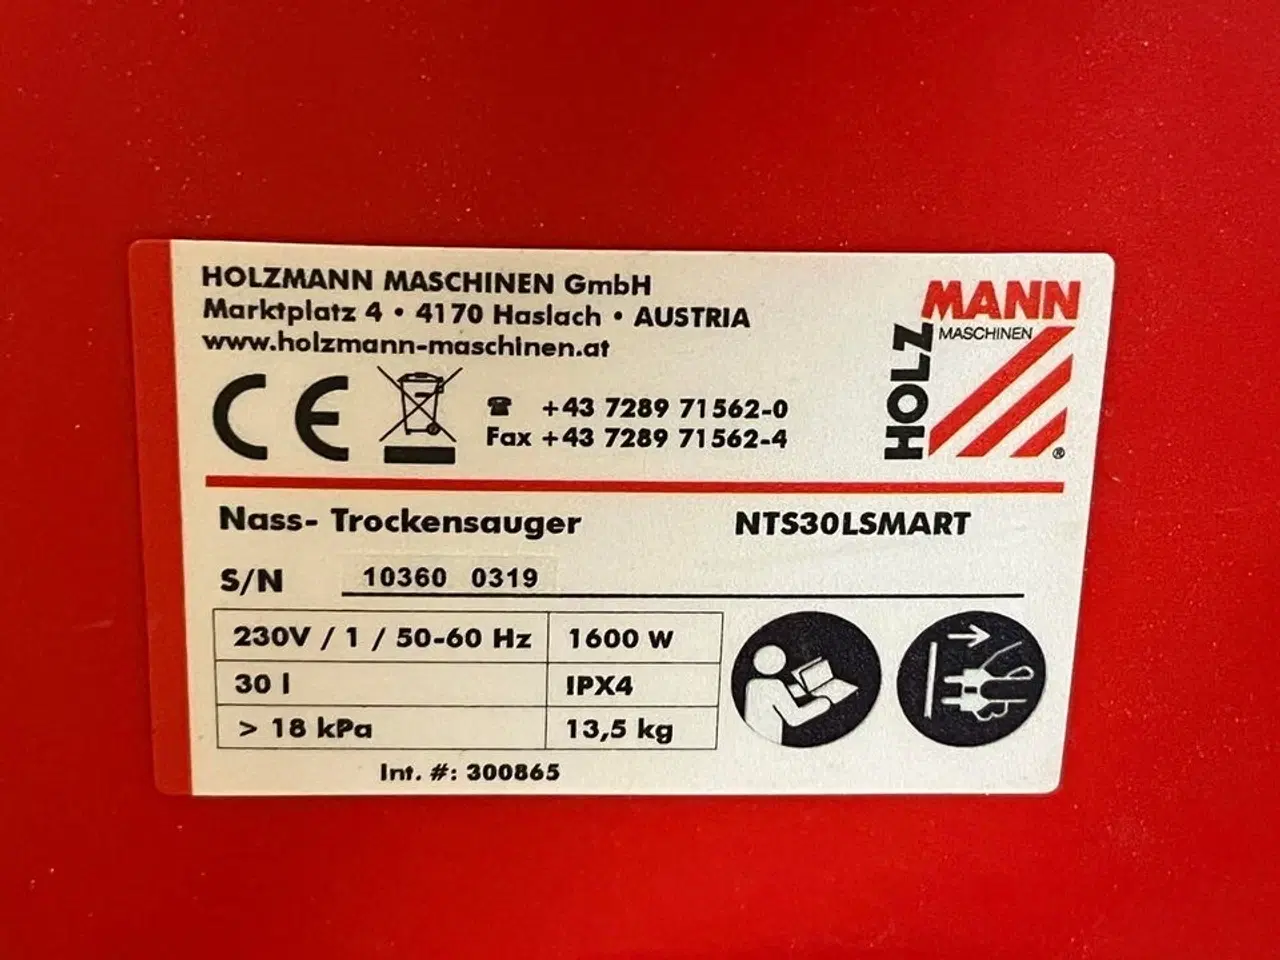 HOLZMANN MASCHINEN GmbH
Marktplatz 4 • 4170 Haslach • AUSTRIA
www.holzmann-maschinen.at
HOLZ
MANN
MASCHINEN
®
CE
☎ +43 7289 71562-0
Fax +43 7289 71562-4
Nass- Trockensauger NTS30LSMART
S/N 10360 0319
230V / 1 / 50-60 Hz 1600 W
30 l IPX4
> 18 kPa 13,5 kg
Int. #: 300865